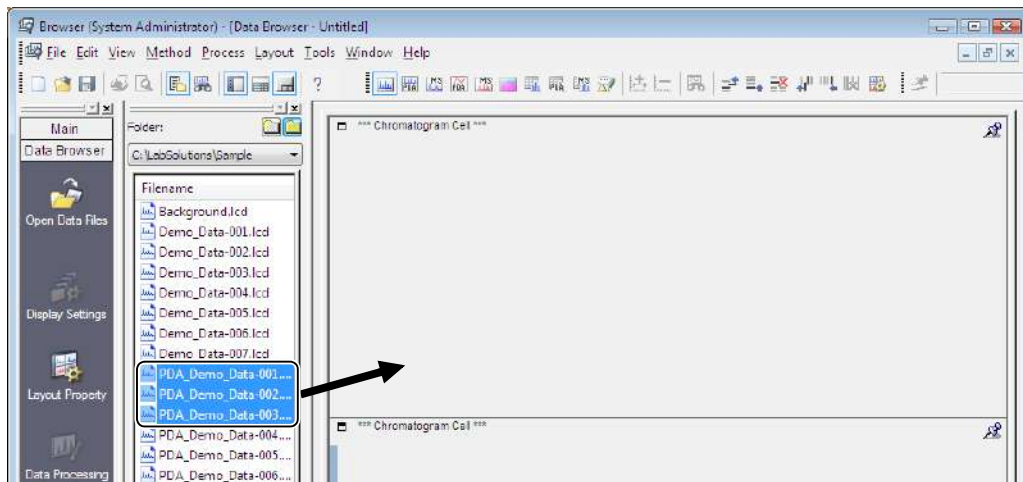 Browser (System Administrator) - [Data Browser - Untitled]
File Edit View Method Process Layout Tools Window Help
Main
Data Browser
Open Data Files
Display Settings
Layout Property
Data Processing
Folder:
C:\LabSolutions\Sample
Filename
Background.lcd
Demo_Data-001.lcd
Demo_Data-002.lcd
Demo_Data-003.lcd
Demo_Data-004.lcd
Demo_Data-005.lcd
Demo_Data-006.lcd
Demo_Data-007.lcd
PDA_Demo_Data-001....
PDA_Demo_Data-002....
PDA_Demo_Data-003....
PDA_Demo_Data-004....
PDA_Demo_Data-005....
PDA_Demo_Data-006....
*** Chromatogram Cell ***
*** Chromatogram Cell ***